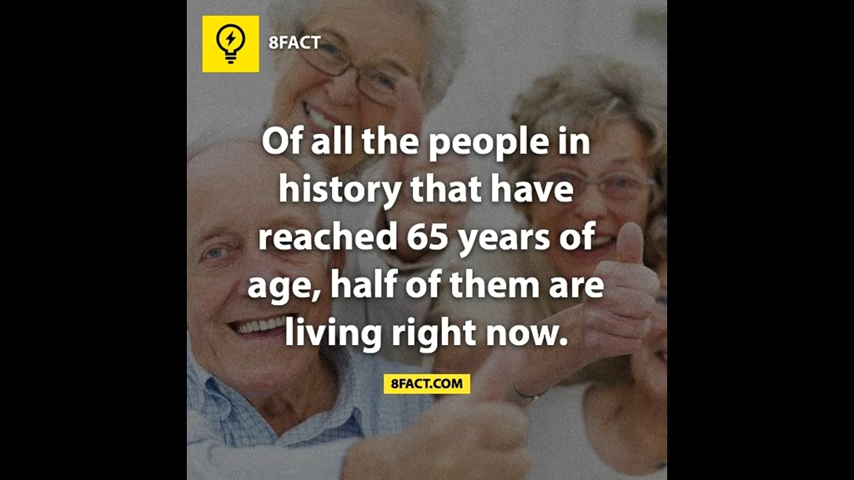 8FACT
Of all the people in
history that have
reached 65 years of
age, half of them are
living right now.
8FACT.COM